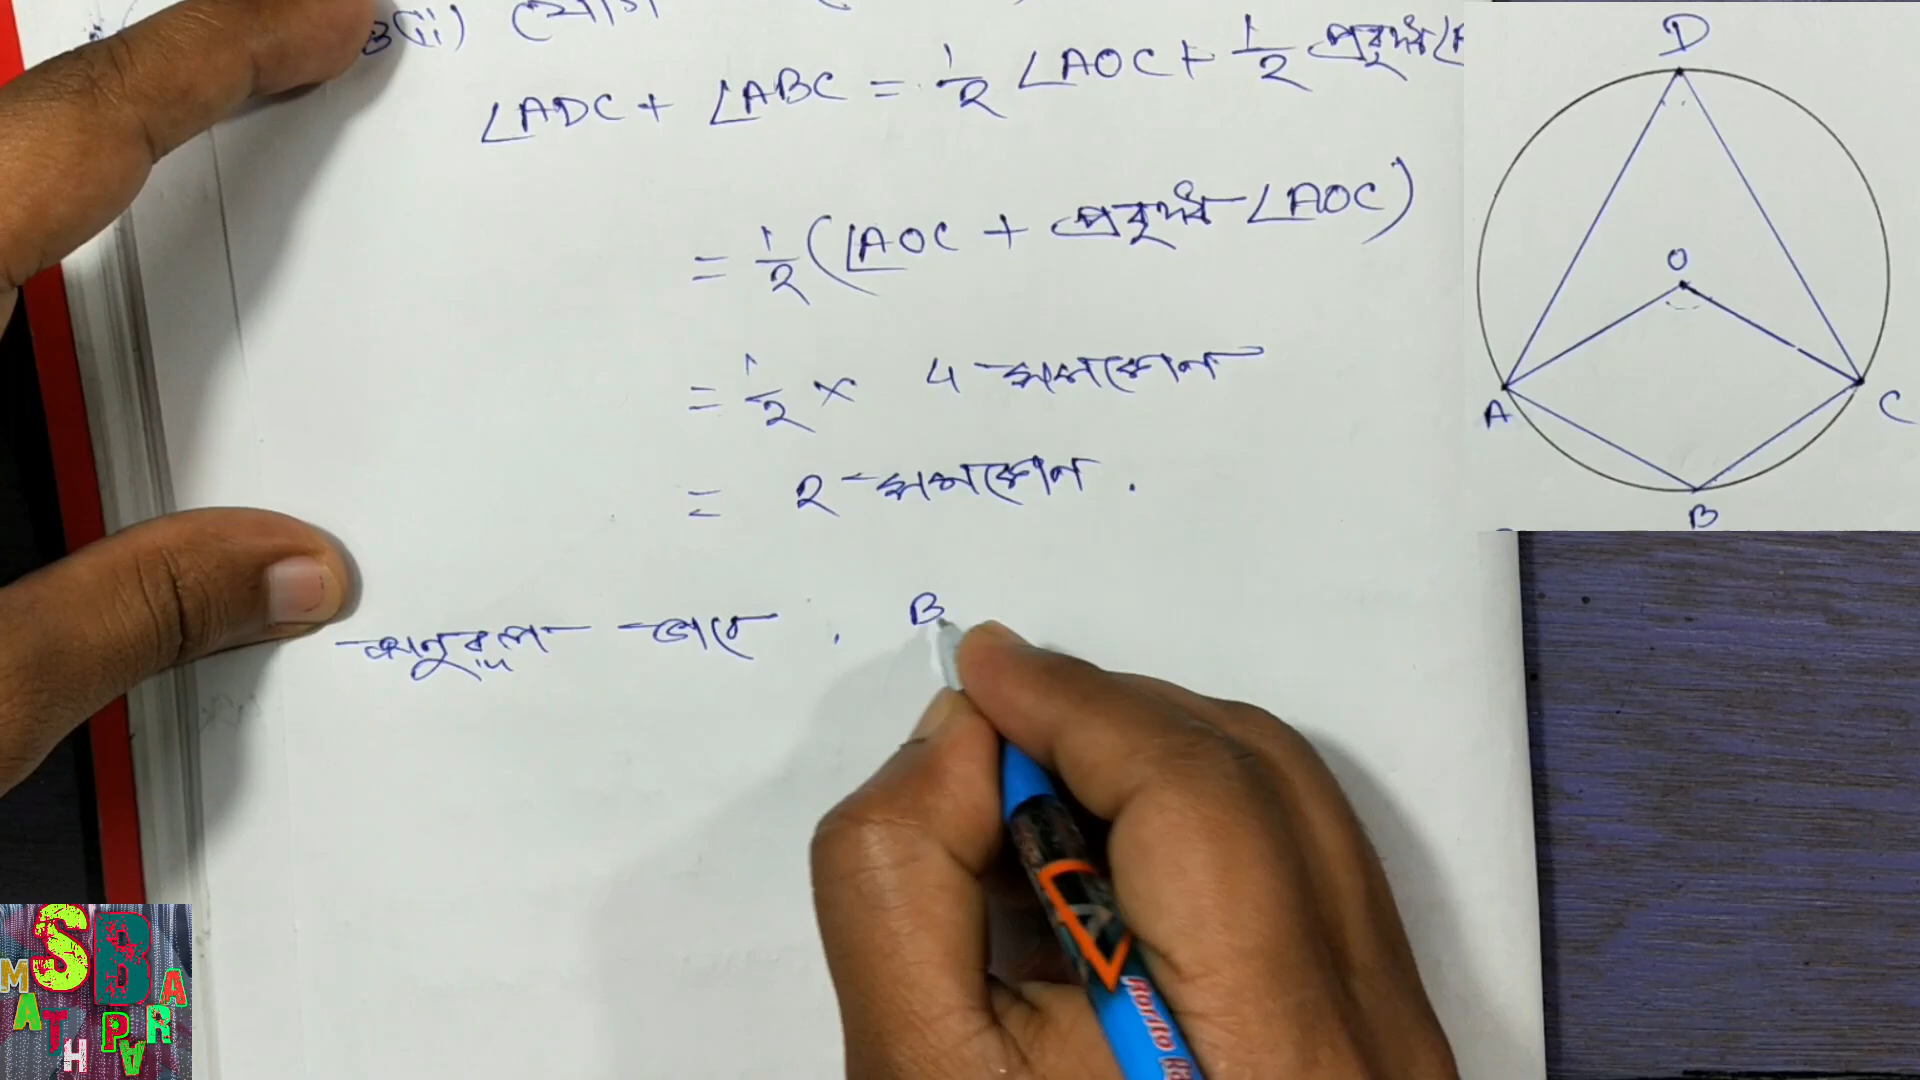 (ii)
∠ADC + ∠ABC = 1/2 ∠AOC + 1/2 প্রবৃদ্ধ ∠A
= 1/2 (∠AOC + প্রবৃদ্ধ ∠AOC)
= 1/2 × 4 সমকোন
= 2 সমকোন.
অনুরূপ ভাবে, B
D
O
A
C
B
SB
MATH PARA